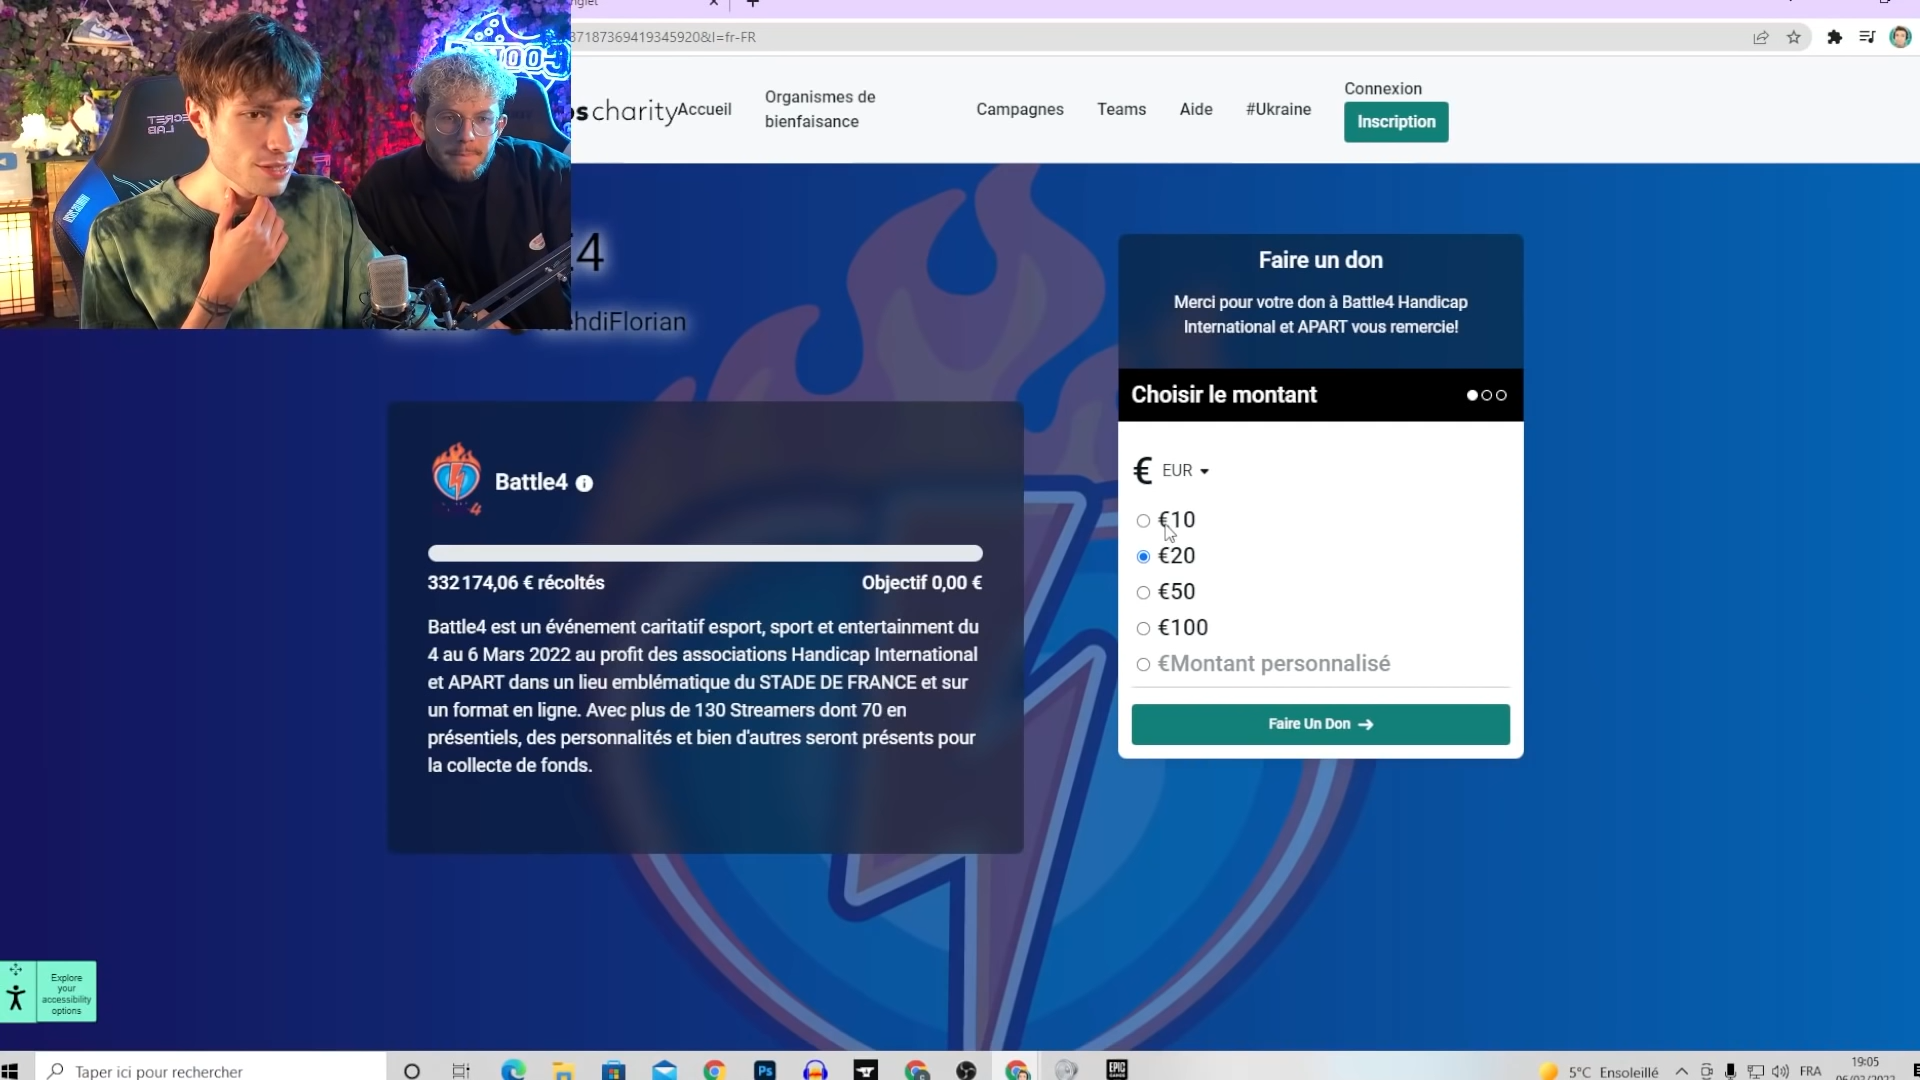 371873694193459208&l=fr-FR
charity
Accueil
Organismes de
bienfaisance
Campagnes
Teams
Aide
#Ukraine
Connexion
Inscription
SECRET
LAB
4
ehdiFlorian
Battle4
332 174,06 € récoltés
Objectif 0,00 €
Battle4 est un événement caritatif esport, sport et entertainment du
4 au 6 Mars 2022 au profit des associations Handicap International
et APART dans un lieu emblématique du STADE DE FRANCE et sur
un format en ligne. Avec plus de 130 Streamers dont 70 en
présentiels, des personnalités et bien d'autres seront présents pour
la collecte de fonds.
Faire un don
Merci pour votre don à Battle4 Handicap
International et APART vous remercie!
Choisir le montant
€ EUR
€10
€20
€50
€100
€Montant personnalisé
Faire Un Don →
Explore
your
accessibility
options
Taper ici pour rechercher
Ps
EPIC
5°C Ensoleillé
FRA
19:05